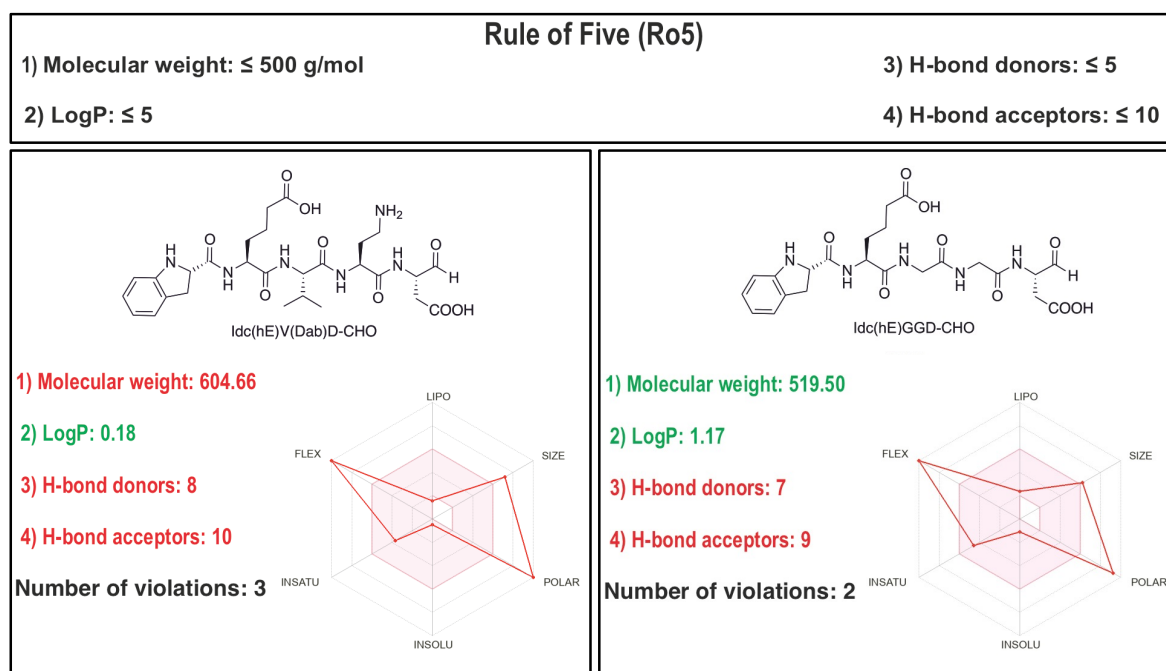 Rule of Five (Ro5)
1) Molecular weight: ≤ 500 g/mol
3) H-bond donors: ≤ 5
2) LogP: ≤ 5
4) H-bond acceptors: ≤ 10
O
OH
NH2
H
N
O
N
H
O
H
N
O
N
H
O
H
N
O
H
COOH
Idc(hE)V(Dab)D-CHO
1) Molecular weight: 604.66
2) LogP: 0.18
3) H-bond donors: 8
4) H-bond acceptors: 10
Number of violations: 3
LIPO
FLEX
SIZE
INSATU
POLAR
INSOLU
O
OH
H
N
O
N
H
O
H
N
O
N
H
O
H
N
O
H
COOH
Idc(hE)GGD-CHO
1) Molecular weight: 519.50
2) LogP: 1.17
3) H-bond donors: 7
4) H-bond acceptors: 9
Number of violations: 2
LIPO
FLEX
SIZE
INSATU
POLAR
INSOLU